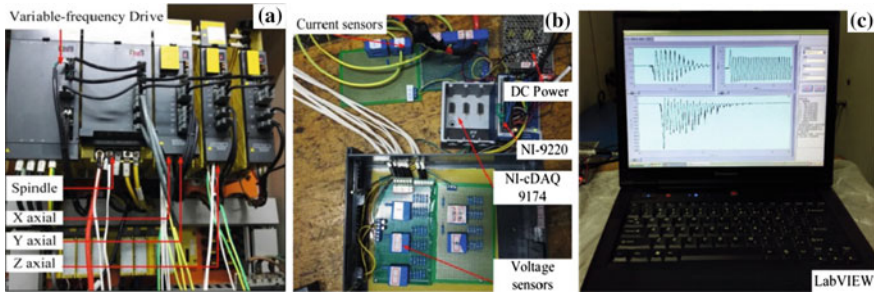 Variable-frequency Drive
(a)
Spindle
X axial
Y axial
Z axial
Current sensors
(b)
DC Power
NI-9220
NI-cDAQ
9174
Voltage
sensors
(c)
LabVIEW